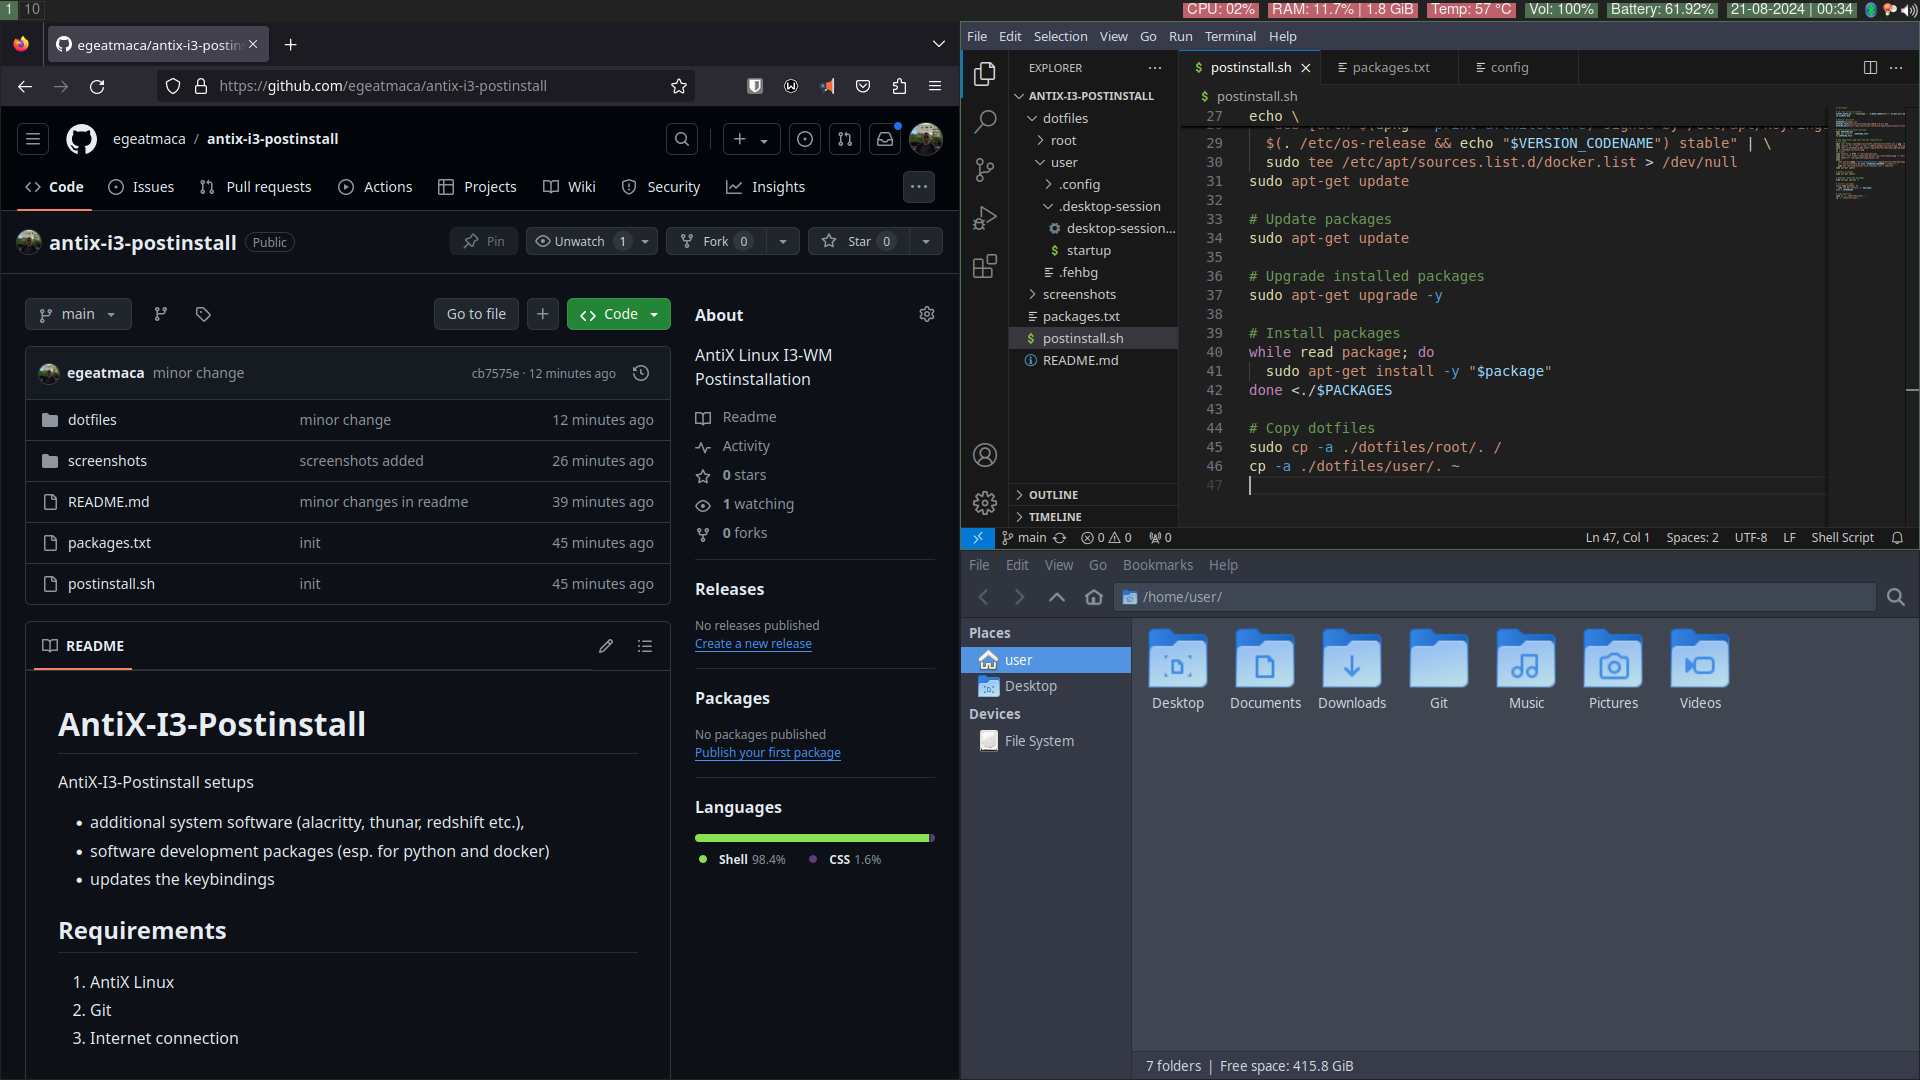 1 10
CPU: 02% RAM: 11.7% | 1.8 GiB Temp: 57 °C Vol: 100% Battery: 61.92% 21-08-2024 | 00:34
egeatmaca/antix-i3-postin
https://github.com/egeatmaca/antix-i3-postinstall
egeatmaca / antix-i3-postinstall
Code Issues Pull requests Actions Projects Wiki Security Insights
antix-i3-postinstall Public Pin Unwatch 1 Fork 0 Star 0
main Go to file Code
egeatmaca minor change cb7575e · 12 minutes ago
dotfiles minor change 12 minutes ago
screenshots screenshots added 26 minutes ago
README.md minor changes in readme 39 minutes ago
packages.txt init 45 minutes ago
postinstall.sh init 45 minutes ago
README
AntiX-I3-Postinstall
AntiX-I3-Postinstall setups
• additional system software (alacritty, thunar, redshift etc.),
• software development packages (esp. for python and docker)
• updates the keybindings
Requirements
1. AntiX Linux
2. Git
3. Internet connection
About
AntiX Linux I3-WM
Postinstallation
Readme
Activity
0 stars
1 watching
0 forks
Releases
No releases published
Create a new release
Packages
No packages published
Publish your first package
Languages
Shell 98.4% CSS 1.6%
File Edit Selection View Go Run Terminal Help
EXPLORER
ANTIX-I3-POSTINSTALL
dotfiles
root
user
.config
.desktop-session
desktop-session...
startup
.fehbg
screenshots
packages.txt
postinstall.sh
README.md
OUTLINE
TIMELINE
postinstall.sh packages.txt config
postinstall.sh
27 echo \
29 $(. /etc/os-release && echo "$VERSION_CODENAME") stable" | \
30 sudo tee /etc/apt/sources.list.d/docker.list > /dev/null
31 sudo apt-get update
32
33 # Update packages
34 sudo apt-get update
35
36 # Upgrade installed packages
37 sudo apt-get upgrade -y
38
39 # Install packages
40 while read package; do
41 sudo apt-get install -y "$package"
42 done <./$PACKAGES
43
44 # Copy dotfiles
45 sudo cp -a ./dotfiles/root/. /
46 cp -a ./dotfiles/user/. ~
47
main 0 0 0 Ln 47, Col 1 Spaces: 2 UTF-8 LF Shell Script
File Edit View Go Bookmarks Help
/home/user/
Places
user
Desktop
Devices
File System
Desktop Documents Downloads Git Music Pictures Videos
7 folders | Free space: 415.8 GiB